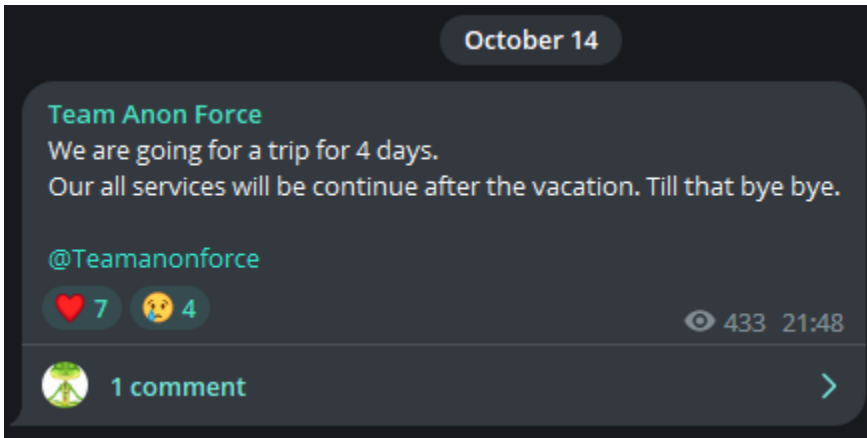 October 14
Team Anon Force
We are going for a trip for 4 days.
Our all services will be continue after the vacation. Till that bye bye.
@Teamanonforce
7 4
433 21:48
1 comment